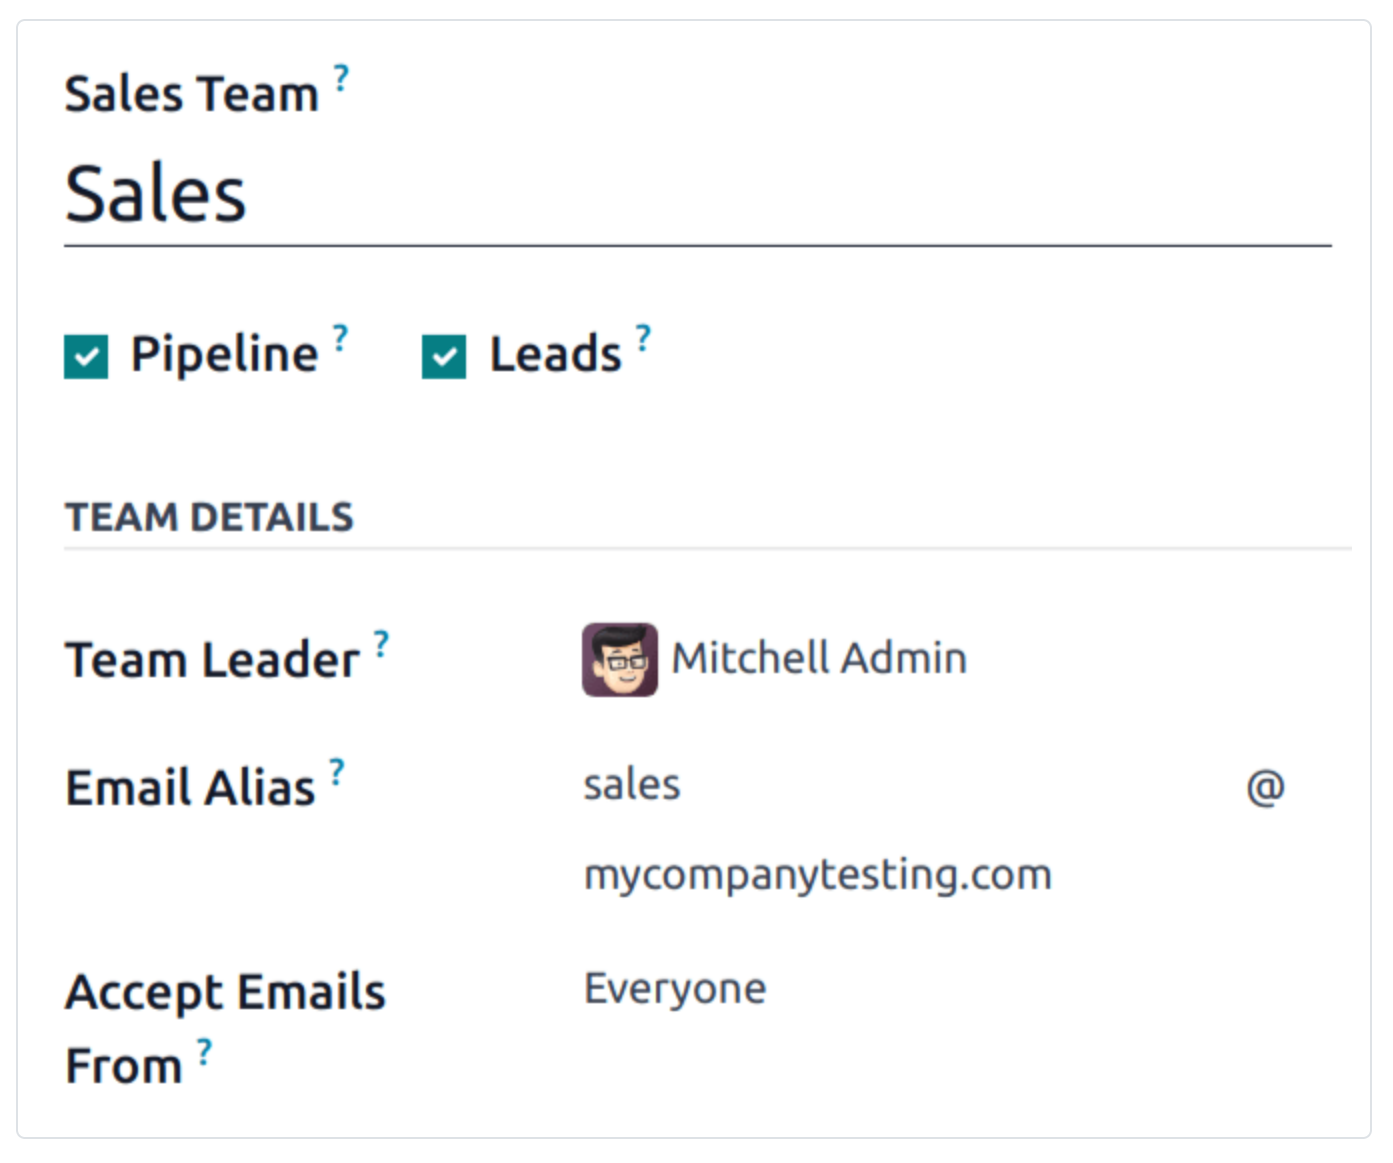 Sales Team ?
Sales
Pipeline ? Leads ?
TEAM DETAILS
Team Leader ? Mitchell Admin
Email Alias ? sales @
mycompanytesting.com
Accept Emails From ? Everyone